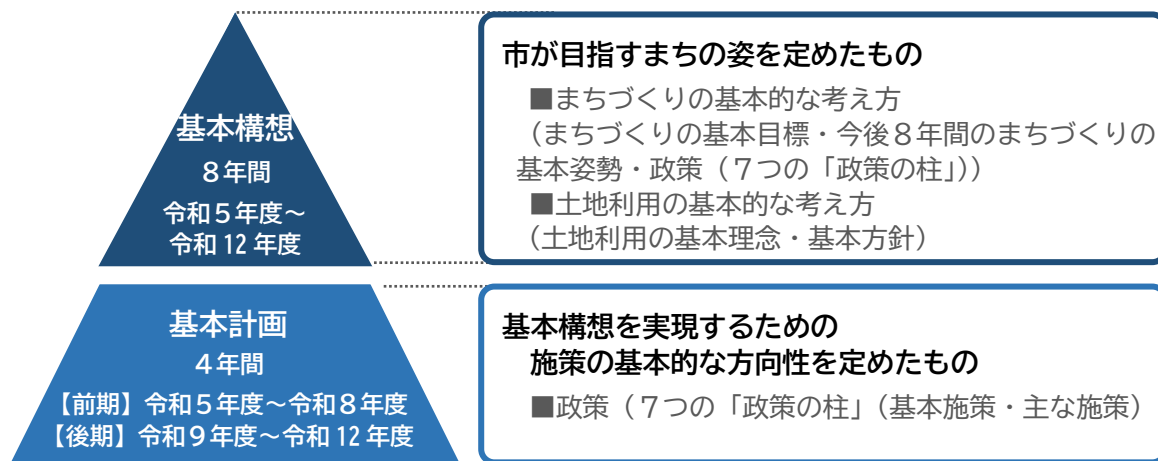 基本構想
８年間
令和５年度～
令和 12 年度
市が目指すまちの姿を定めたもの
■まちづくりの基本的な考え方
（まちづくりの基本目標・今後８年間のまちづくりの
基本姿勢・政策（７つの「政策の柱」））
■土地利用の基本的な考え方
（土地利用の基本理念・基本方針）
基本計画
４年間
【前期】令和５年度～令和８年度
【後期】令和９年度～令和 12 年度
基本構想を実現するための
施策の基本的な方向性を定めたもの
■政策（７つの「政策の柱」（基本施策・主な施策）